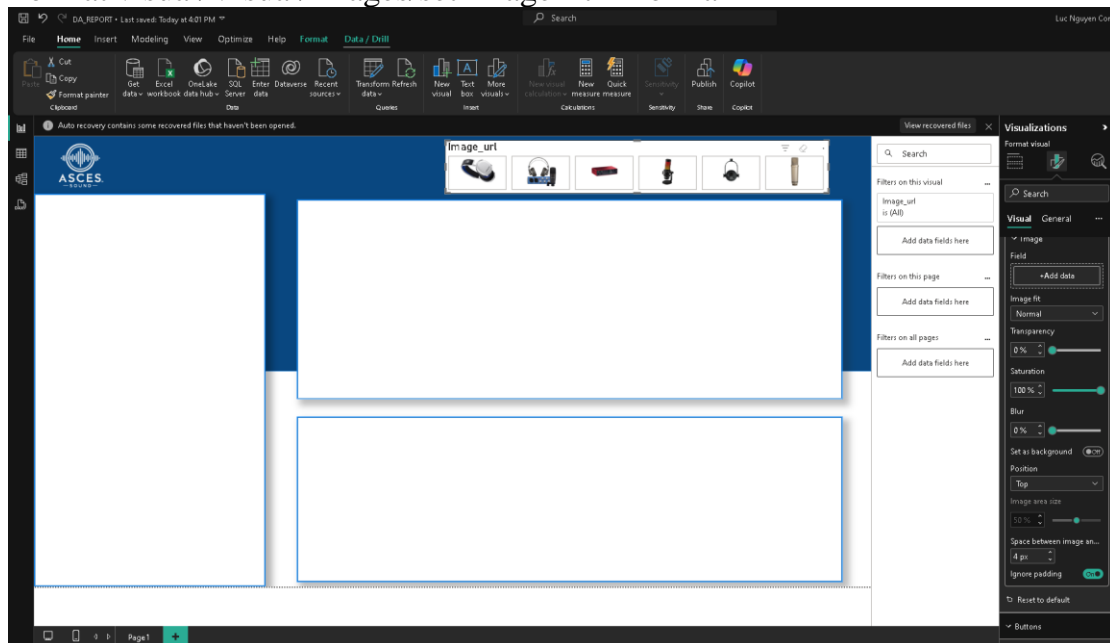 DA_REPORT • Last saved: Today at 4:01 PM
Search
Luc Nguyen Con
File Home Insert Modeling View Optimize Help Format Data / Drill
Paste
Cut
Copy
Format painter
Clipboard
Get data
Excel workbook
OneLake data hub
SQL Server
Enter data
Dataverse
Recent sources
Data
Transform data
Refresh
Queries
New visual
Text box
More visuals
Insert
New visual calculation
New measure
Quick measure
Calculations
Sensitivity
Sensitivity
Publish
Share
Copilot
Copilot
Auto recovery contains some recovered files that haven't been opened.
View recovered files
ASCES.
SOUND
Image_url
Search
Filters on this visual ...
Image_url
is (All)
Add data fields here
Filters on this page ...
Add data fields here
Filters on all pages ...
Add data fields here
Visualizations
Format visual
Search
Visual General ...
Image
Field
+Add data
Image fit
Normal
Transparency
0 %
Saturation
100 %
Blur
0 %
Set as background Off
Position
Top
Image area size
50 %
Space between image an...
4 px
Ignore padding On
Reset to default
Buttons
Page 1